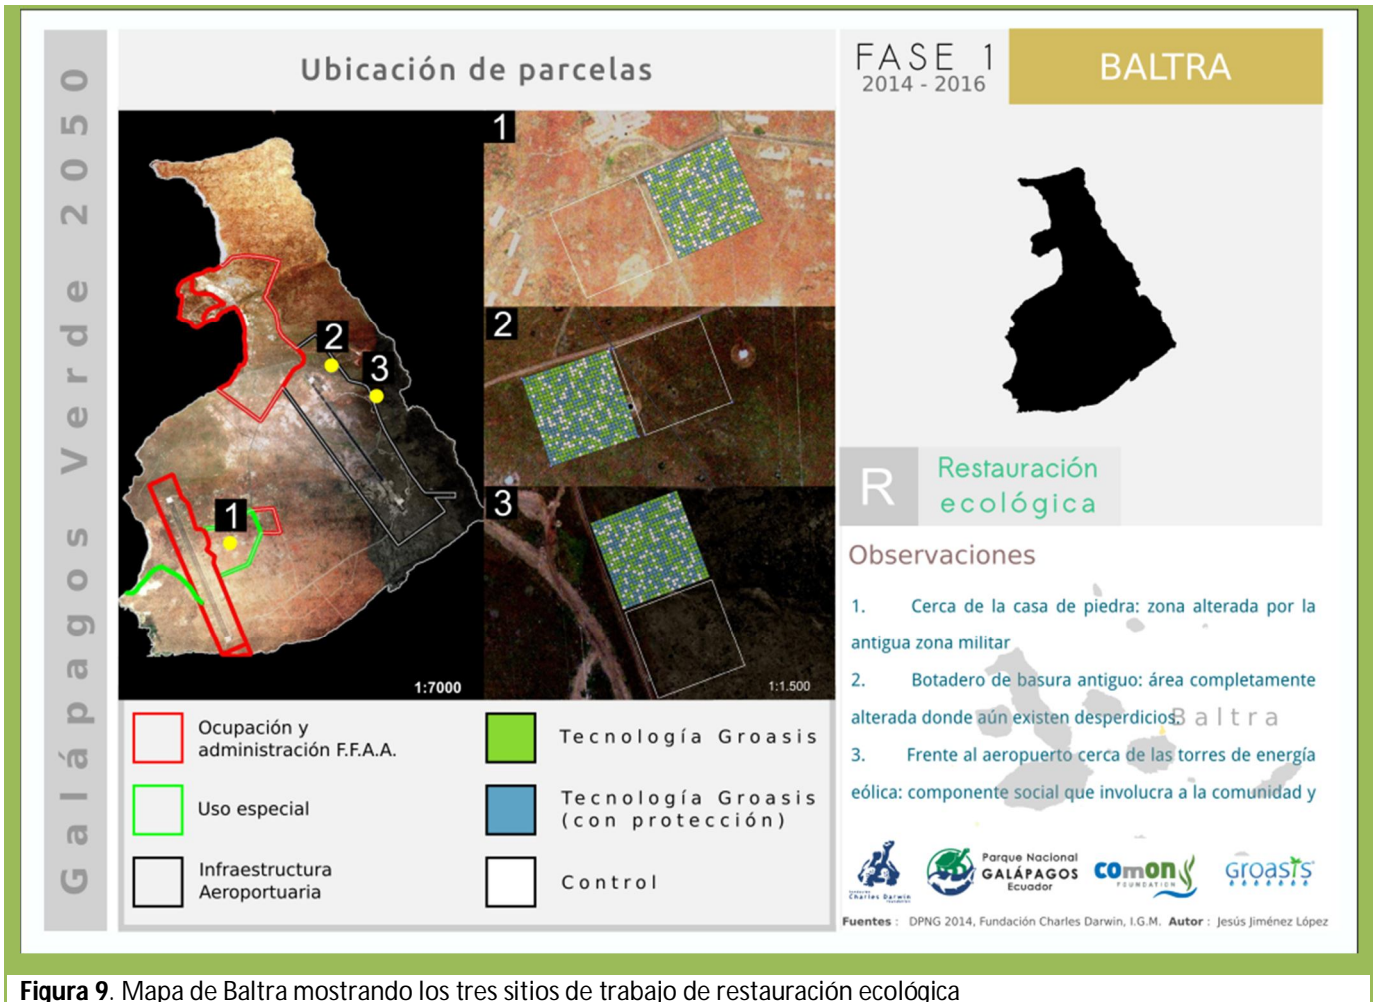 Galápagos Verde 2050
Ubicación de parcelas
1
2
3
1
2
3
1:7000
1:1.500
Ocupación y
administración F.F.A.A.
Uso especial
Infraestructura
Aeroportuaria
Tecnología Groasis
Tecnología Groasis
(con protección)
Control
FASE 1
2014 - 2016
BALTRA
R
Restauración
ecológica
Observaciones
1. Cerca de la casa de piedra: zona alterada por la
antigua zona militar
2. Botadero de basura antiguo: área completamente
alterada donde aún existen desperdicios.
Baltra
3. Frente al aeropuerto cerca de las torres de energía
eólica: componente social que involucra a la comunidad y
Charles Darwin
Parque Nacional
GALÁPAGOS
Ecuador
comon
FOUNDATION
GROASIS
Fuentes : DPNG 2014, Fundación Charles Darwin, I.G.M. Autor : Jesús Jiménez López
Figura 9. Mapa de Baltra mostrando los tres sitios de trabajo de restauración ecológica